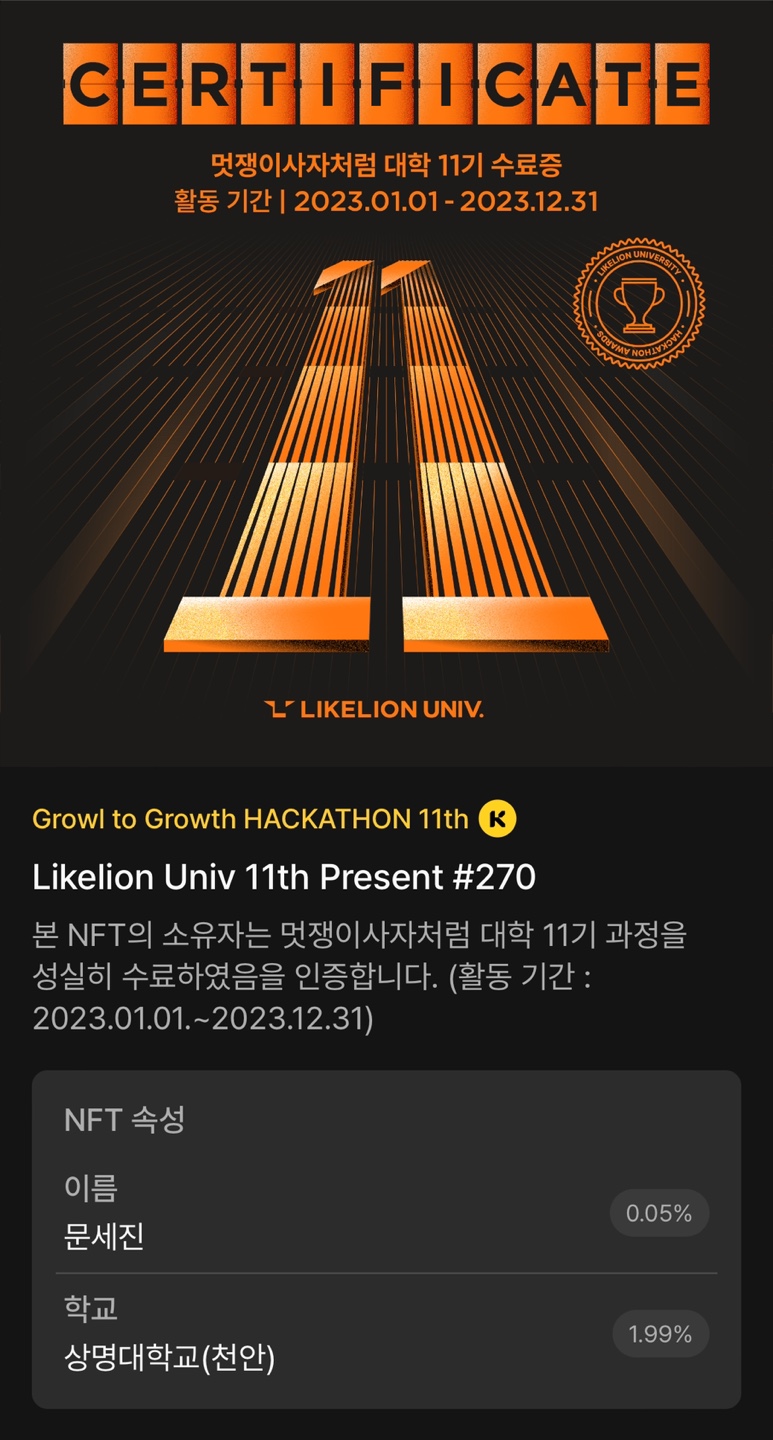 CERTIFICATE
멋쟁이사자처럼 대학 11기 수료증
활동 기간 | 2023.01.01 - 2023.12.31
11
LIKELION UNIVERSITY
HACKATHON AWARDS
LIKELION UNIV.
Growl to Growth HACKATHON 11th K
Likelion Univ 11th Present #270
본 NFT의 소유자는 멋쟁이사자처럼 대학 11기 과정을
성실히 수료하였음을 인증합니다. (활동 기간 :
2023.01.01.~2023.12.31)
NFT 속성
이름
문세진
0.05%
학교
상명대학교(천안)
1.99%